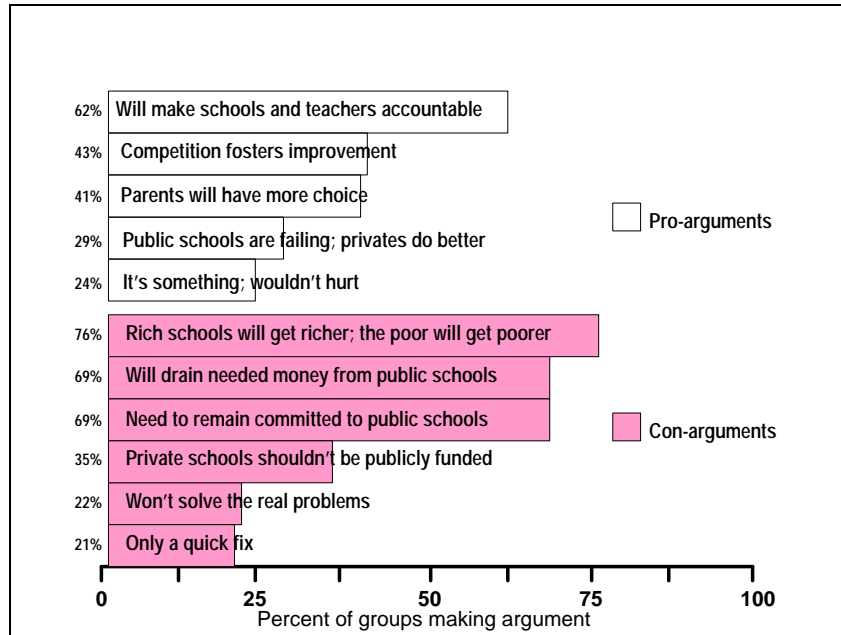 62% Will make schools and teachers accountable
43% Competition fosters improvement
41% Parents will have more choice
29% Public schools are failing; privates do better
24% It's something; wouldn't hurt
Pro-arguments
76% Rich schools will get richer; the poor will get poorer
69% Will drain needed money from public schools
69% Need to remain committed to public schools
Con-arguments
35% Private schools shouldn't be publicly funded
22% Won't solve the real problems
21% Only a quick fix
0 25 50 75 100
Percent of groups making argument